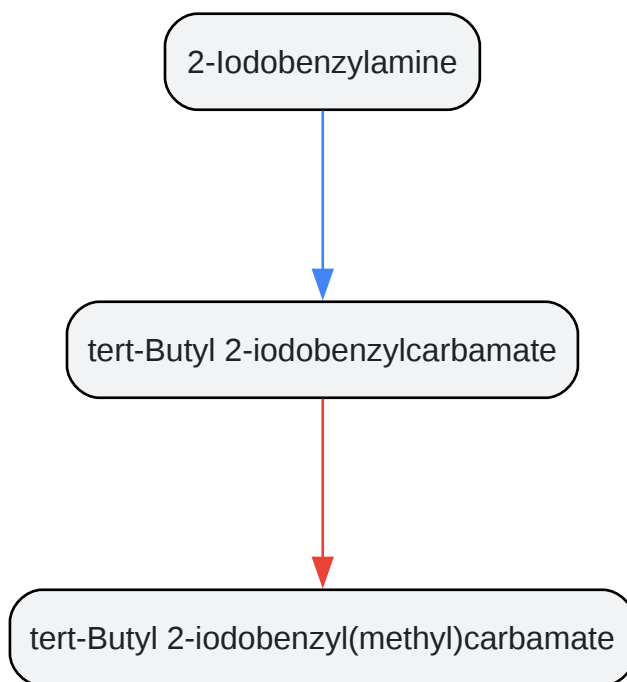 2-Iodobenzylamine
tert-Butyl 2-iodobenzylcarbamate
tert-Butyl 2-iodobenzyl(methyl)carbamate